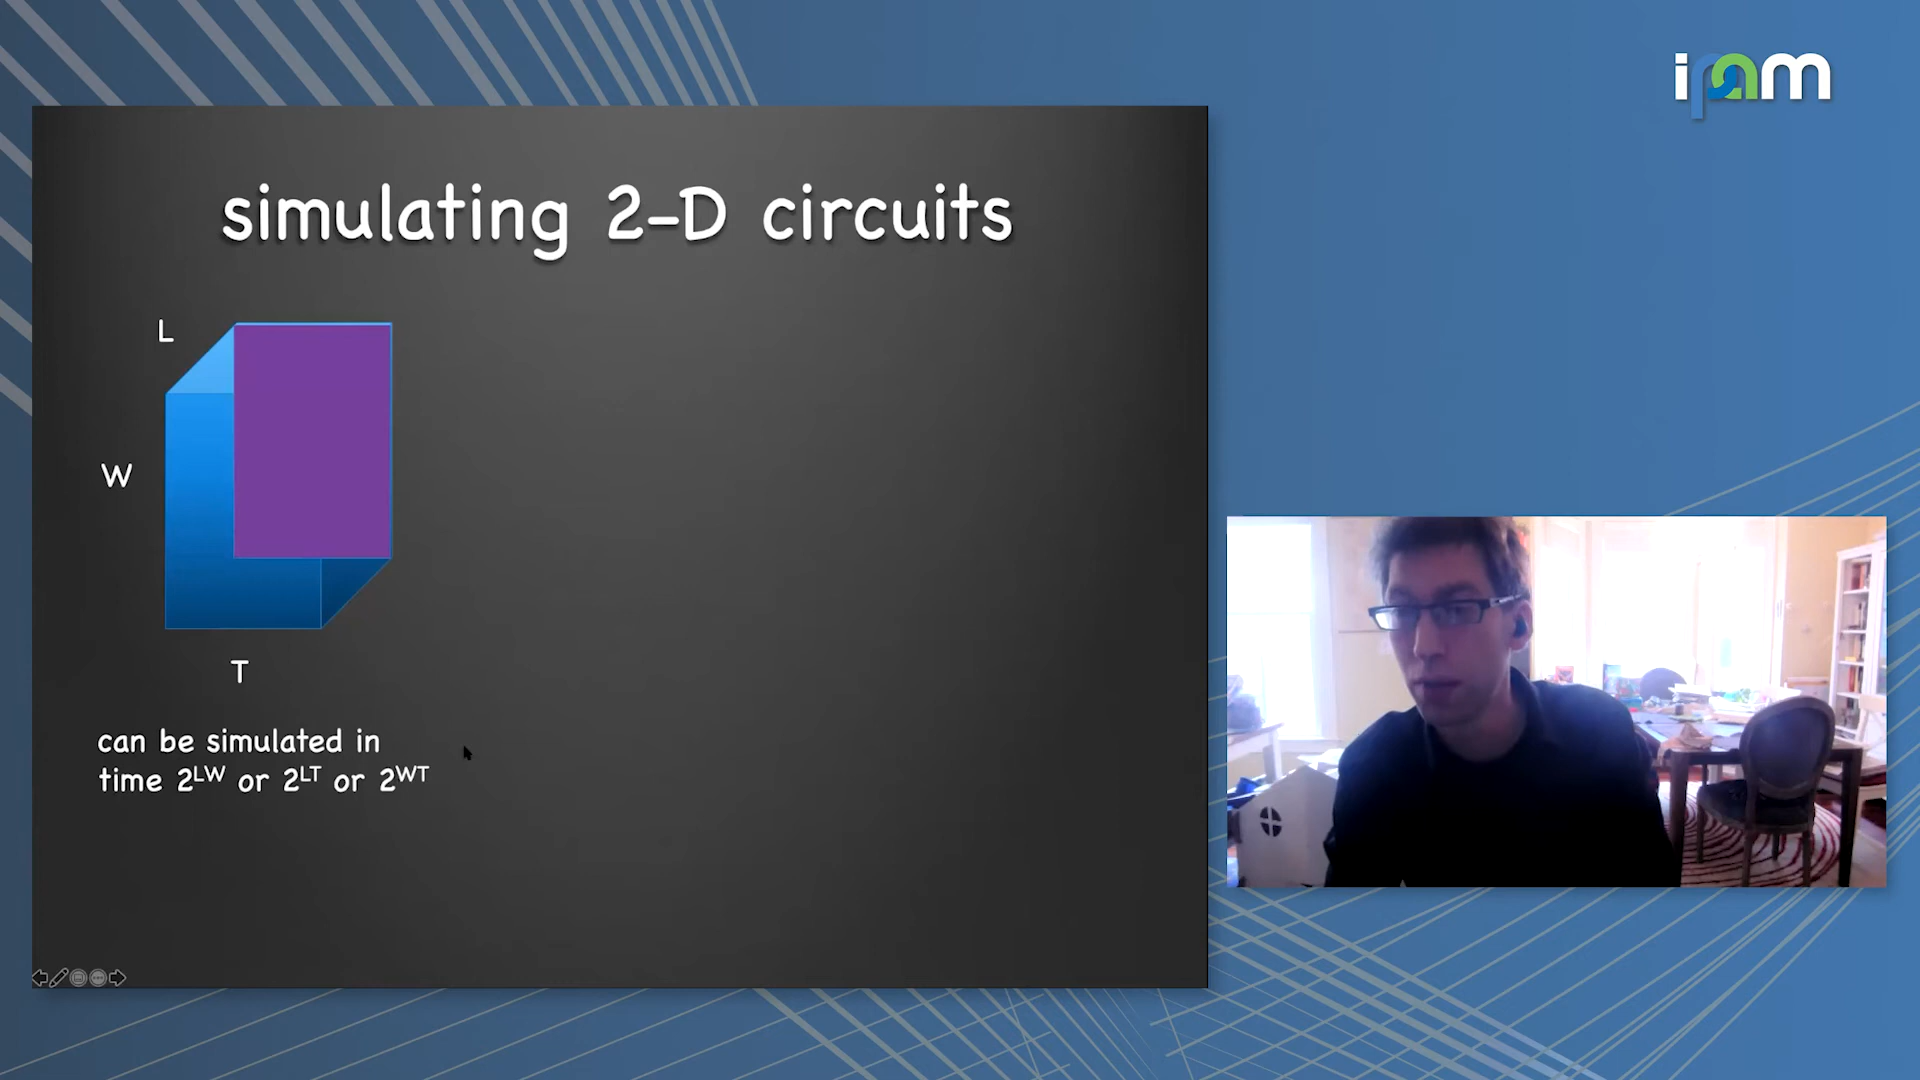 ipam
simulating 2-D circuits
L
W
T
can be simulated in
time 2^LW or 2^LT or 2^WT